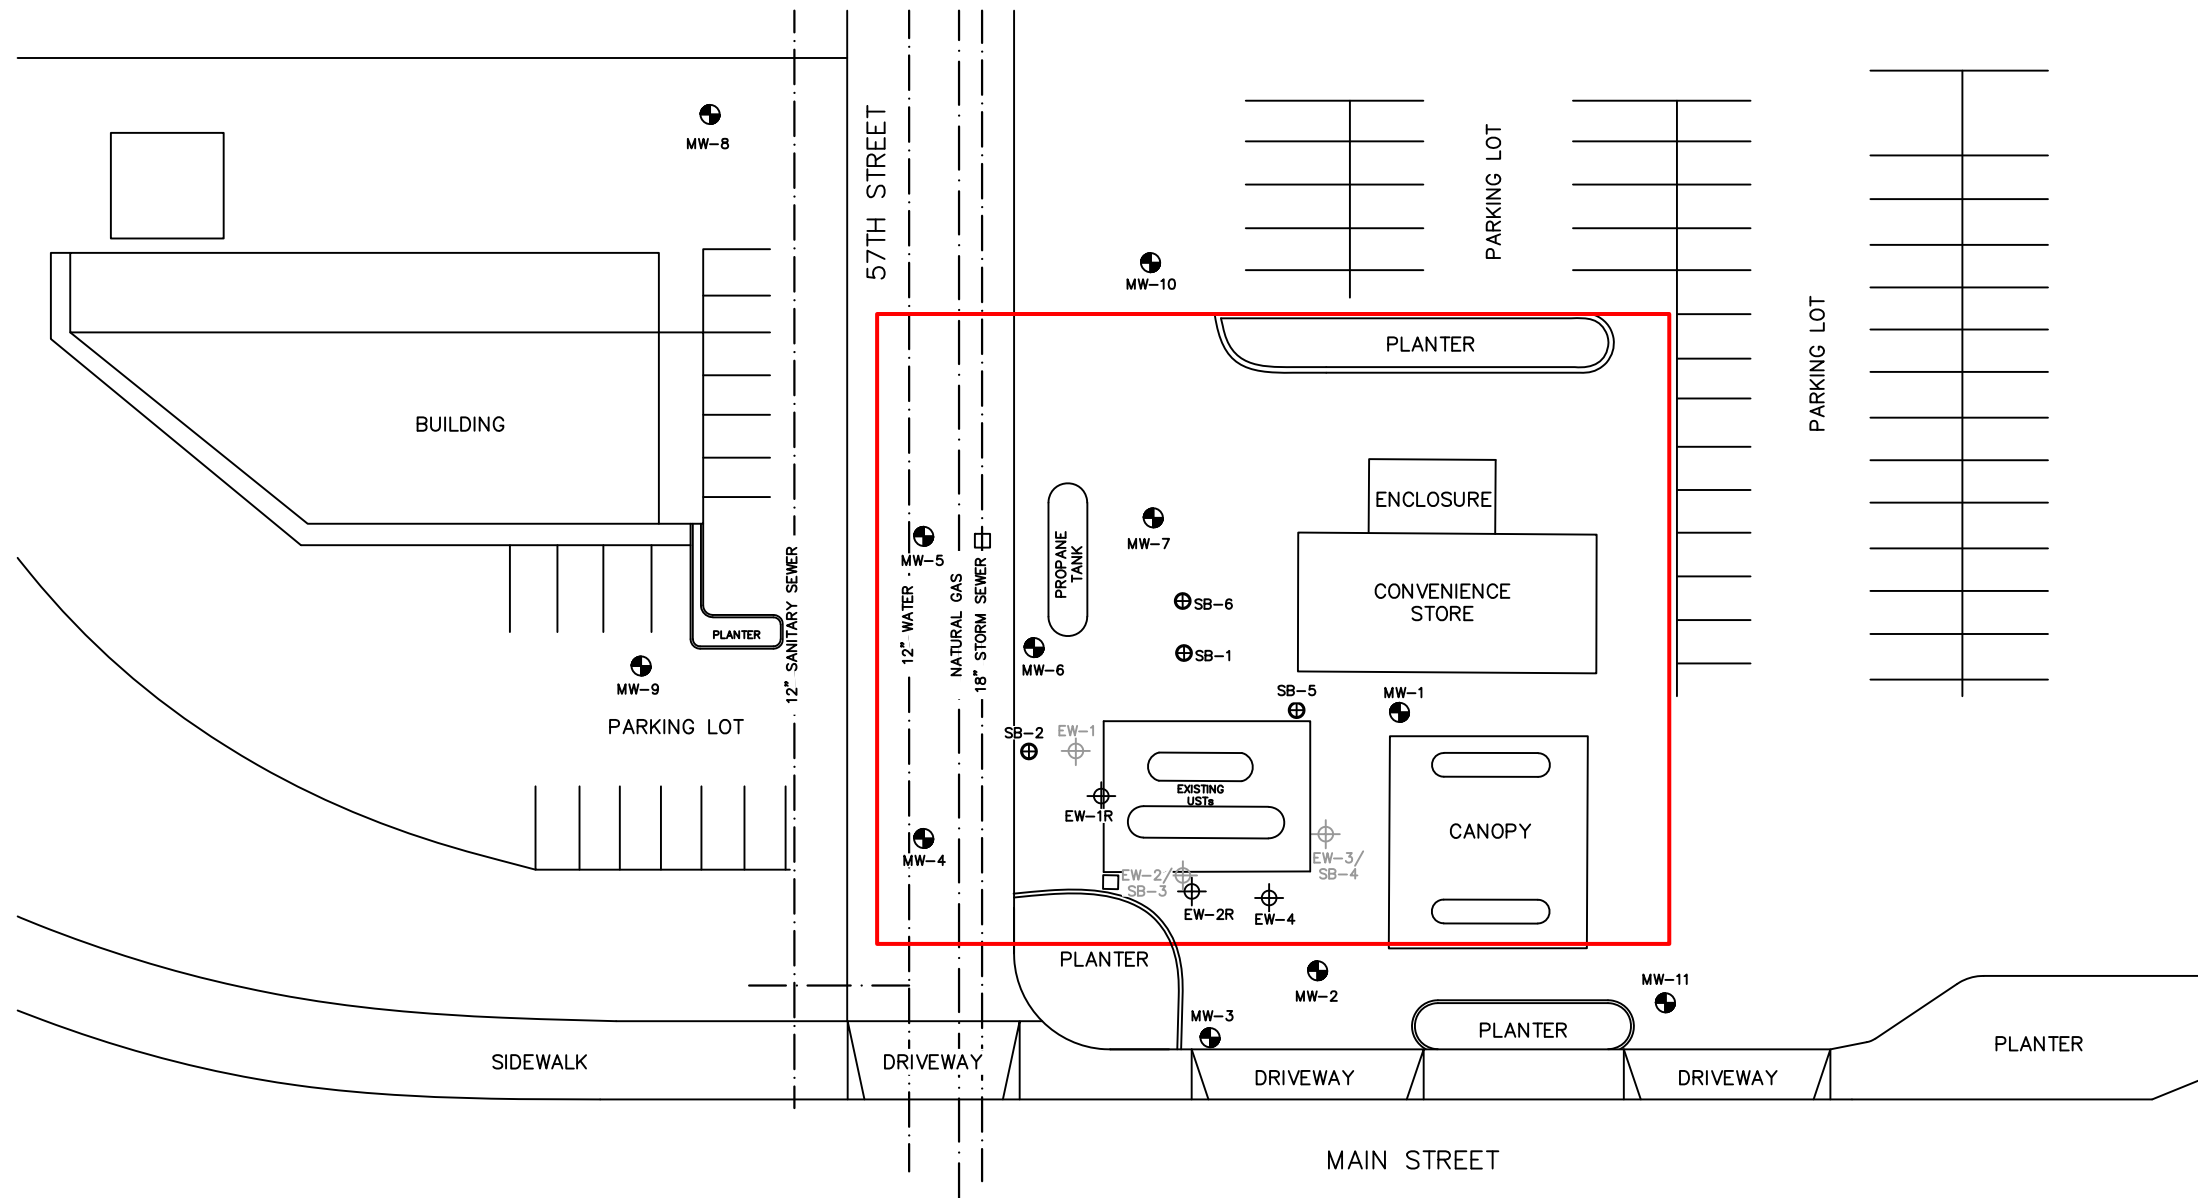 MW-8
57TH STREET
PARKING LOT
MW-10
PARKING LOT
PLANTER
BUILDING
ENCLOSURE
PROPANE
TANK
MW-7
MW-5
12" SANITARY SEWER
12" WATER
NATURAL GAS
18" STORM SEWER
CONVENIENCE
STORE
SB-6
SB-1
PLANTER
MW-6
MW-9
PARKING LOT
SB-5
MW-1
SB-2
EW-1
EXISTING
USTs
EW-1R
CANOPY
MW-4
EW-3/
SB-4
EW-2/
SB-3
EW-2R
EW-4
PLANTER
MW-2
MW-11
MW-3
PLANTER
PLANTER
SIDEWALK
DRIVEWAY
DRIVEWAY
DRIVEWAY
MAIN STREET